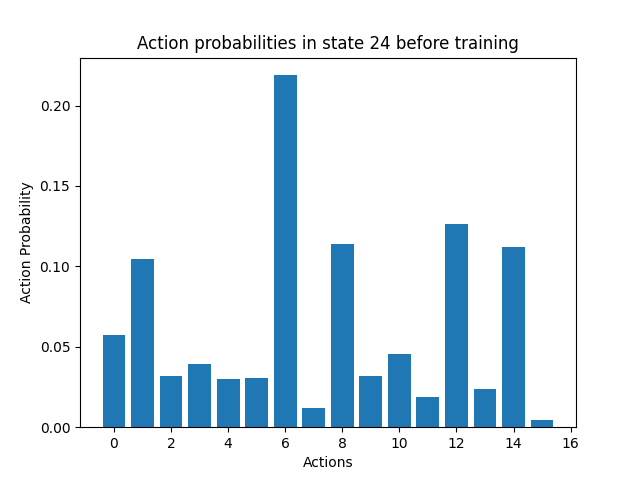 Action probabilities in state 24 before training
0.20
0.15
0.10
0.05
0.00
Action Probability
0 2 4 6 8 10 12 14 16
Actions